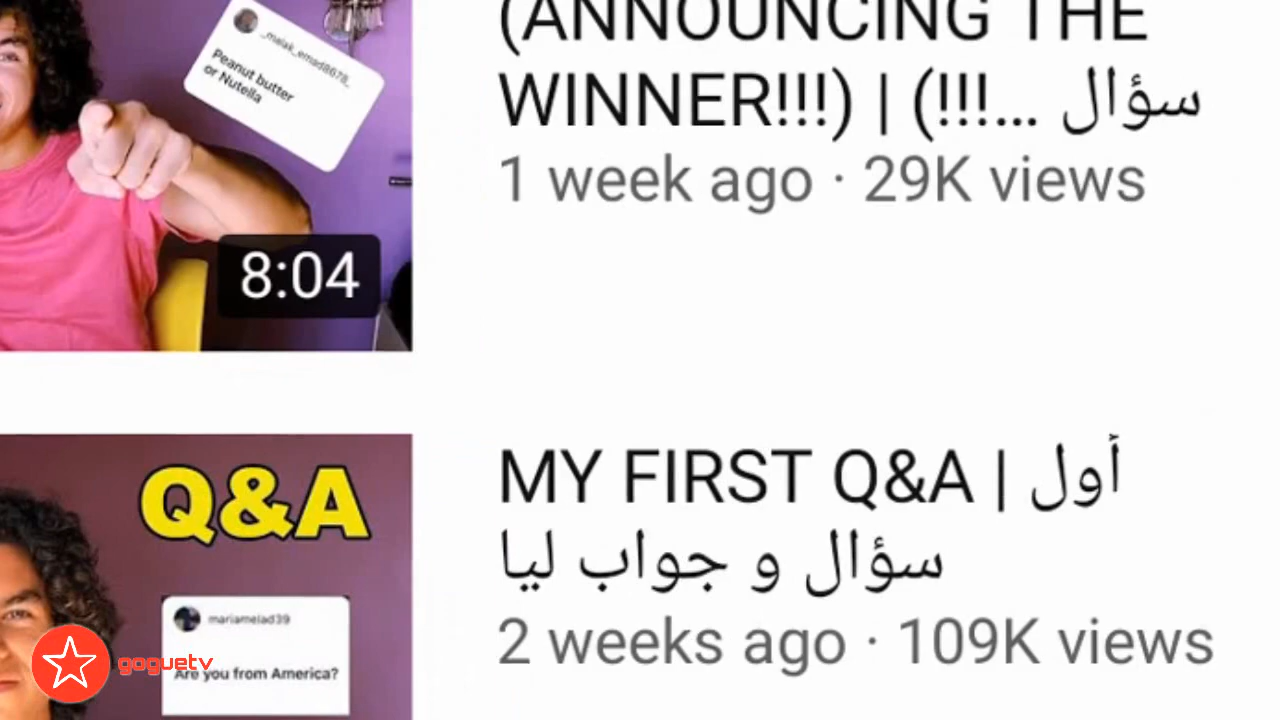 _malak_emad8678_
Peanut butter
or Nutella
8:04
(ANNOUNCING THE
WINNER!!!) | (!!!... سؤال
1 week ago · 29K views
Q&A
mariamelad39
Are you from America?
MY FIRST Q&A | أول
سؤال و جواب ليا
2 weeks ago · 109K views
goguetv